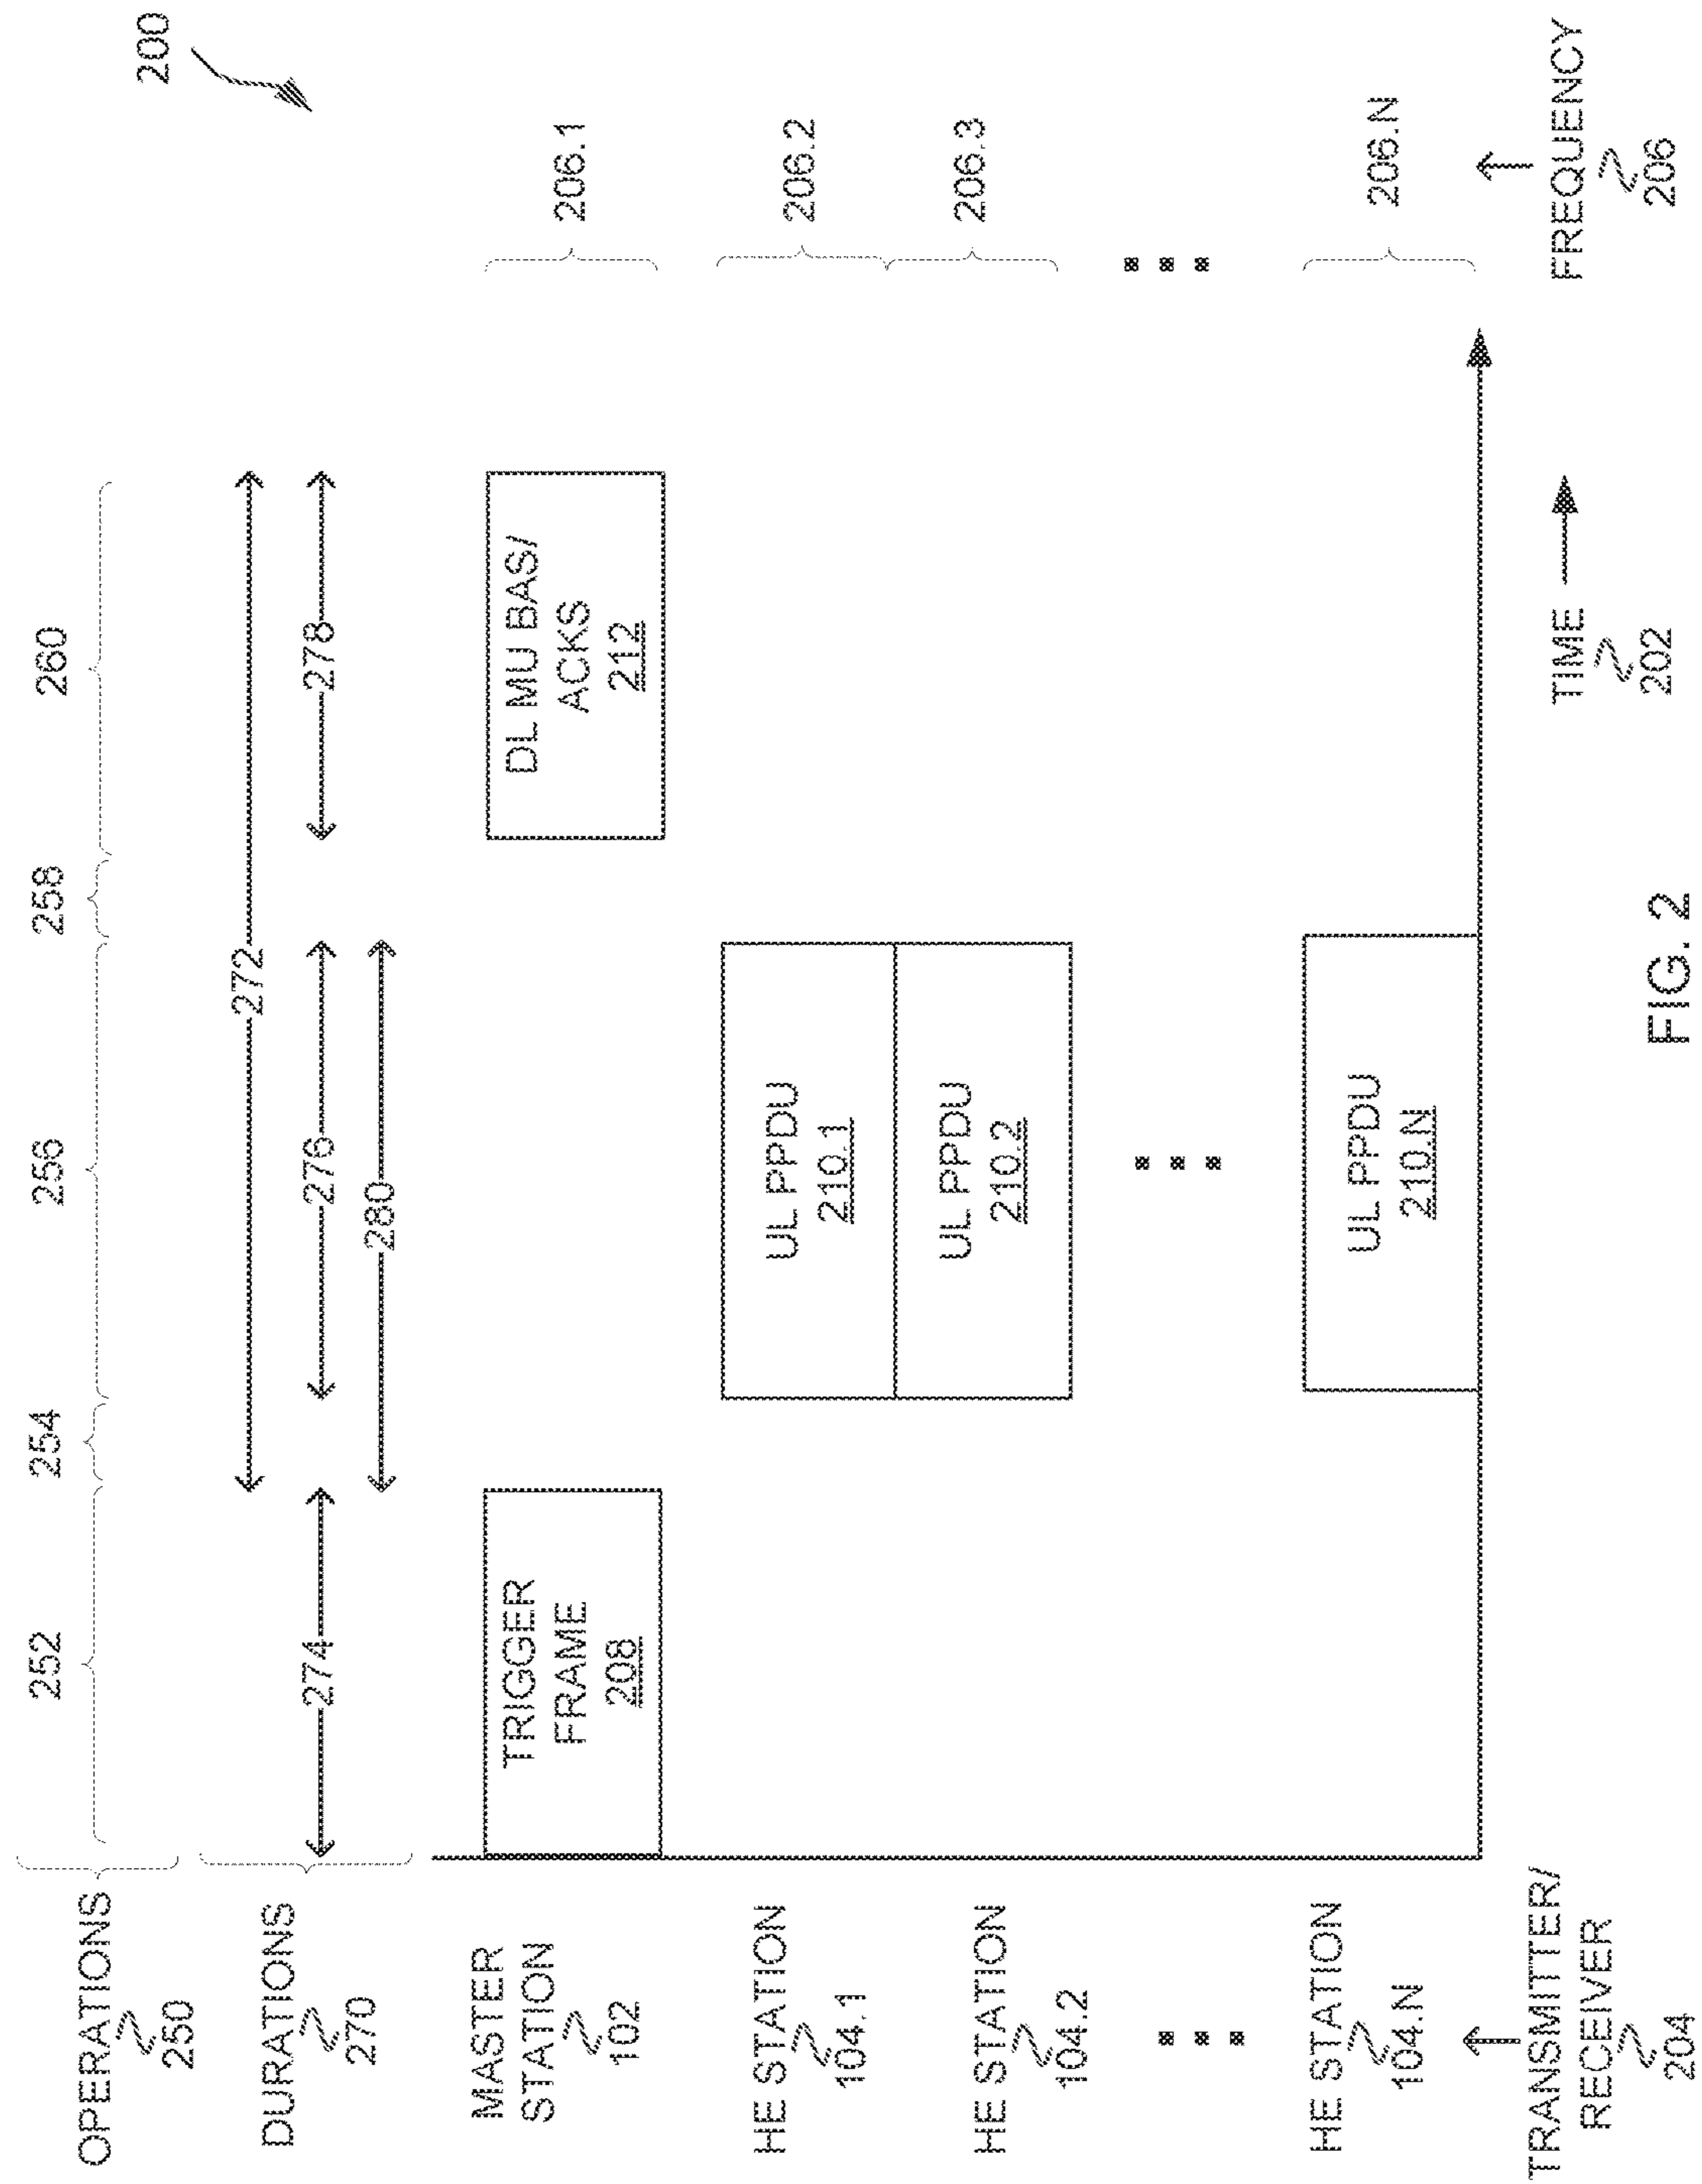 200
OPERATIONS
250
252
254
256
258
260
DURATIONS
270
272
274
276
278
280
MASTER
STATION
102
TRIGGER
FRAME
208
DL MU BAS/
ACKS
212
206.1
HE STATION
104.1
UL PPDU
210.1
206.2
HE STATION
104.2
UL PPDU
210.2
206.3
HE STATION
104.N
UL PPDU
210.N
206.N
TRANSMITTER/
RECEIVER
204
TIME
202
FREQUENCY
206
FIG. 2